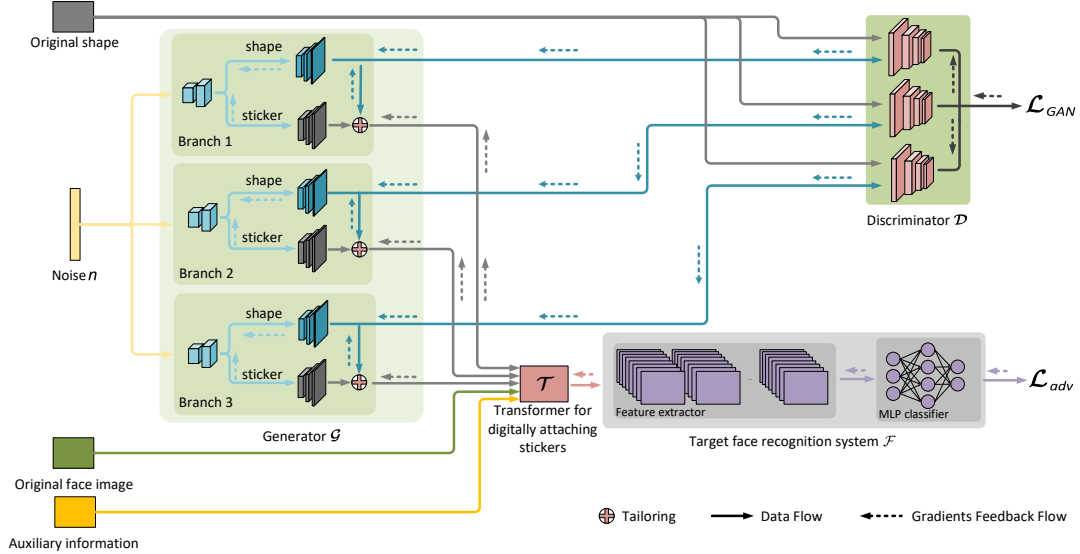 Original shape
shape
sticker
Branch 1
shape
sticker
Branch 2
shape
sticker
Branch 3
Noise n
Generator 𝒢
Discriminator 𝒟
ℒGAN
𝒯
Transformer for
digitally attaching
stickers
Feature extractor
MLP classifier
ℒadv
Target face recognition system ℱ
Original face image
Auxiliary information
Tailoring
Data Flow
Gradients Feedback Flow